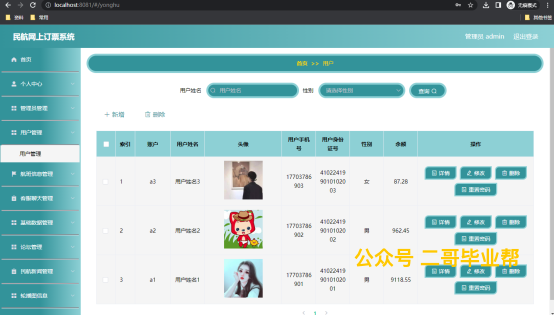 localhost:8081/#/yonghu
无痕模式
资料 常用
其他书签
民航网上订票系统
管理员 admin 退出登录
首页
个人中心
管理员管理
用户管理
用户管理
航班信息管理
客服聊天管理
基础数据管理
论坛管理
民航新闻管理
轮播图信息
首页 >> 用户
用户姓名 用户姓名 性别 请选择性别 查询
新增 删除
索引 账户 用户姓名 头像 用户手机号 用户身份证号 性别 余额 操作
1 a3 用户姓名3 17703786903 410224199010102003 女 87.28 详情 修改 删除
重置密码
2 a2 用户姓名2 17703786902 410224199010102002 男 962.45 详情 修改 删除
重置密码
3 a1 用户姓名1 17703786901 410224199010102001 男 9118.55 详情 修改 删除
重置密码
公众号 二哥毕业帮
1